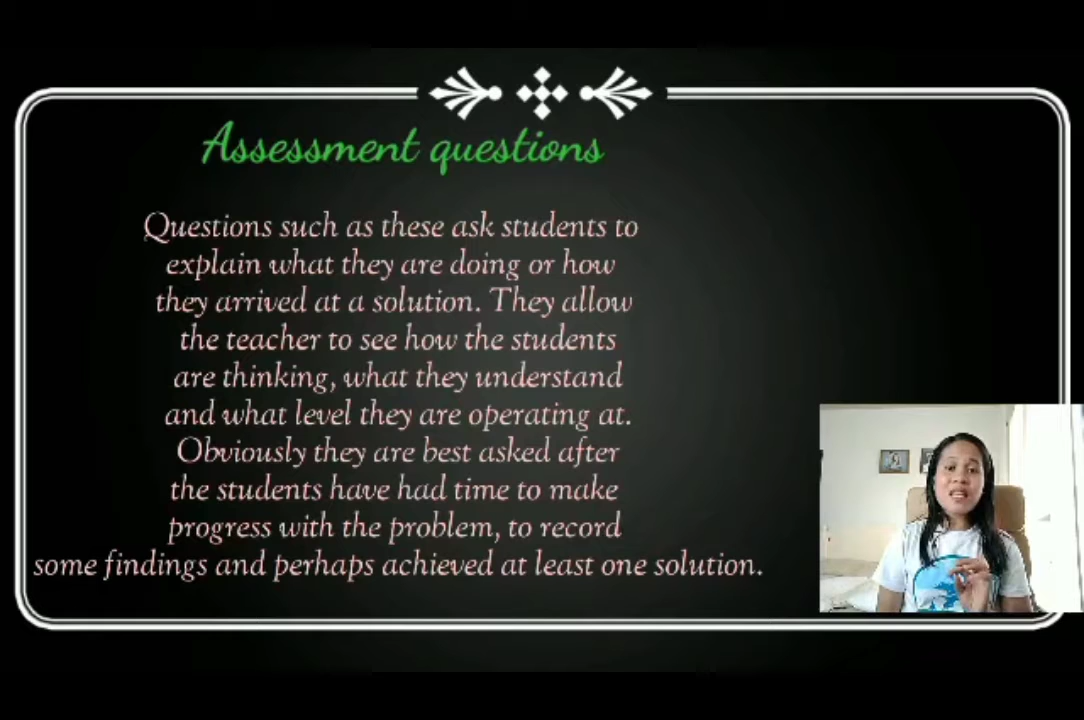 Assessment questions
Questions such as these ask students to
explain what they are doing or how
they arrived at a solution. They allow
the teacher to see how the students
are thinking, what they understand
and what level they are operating at.
Obviously they are best asked after
the students have had time to make
progress with the problem, to record
some findings and perhaps achieved at least one solution.